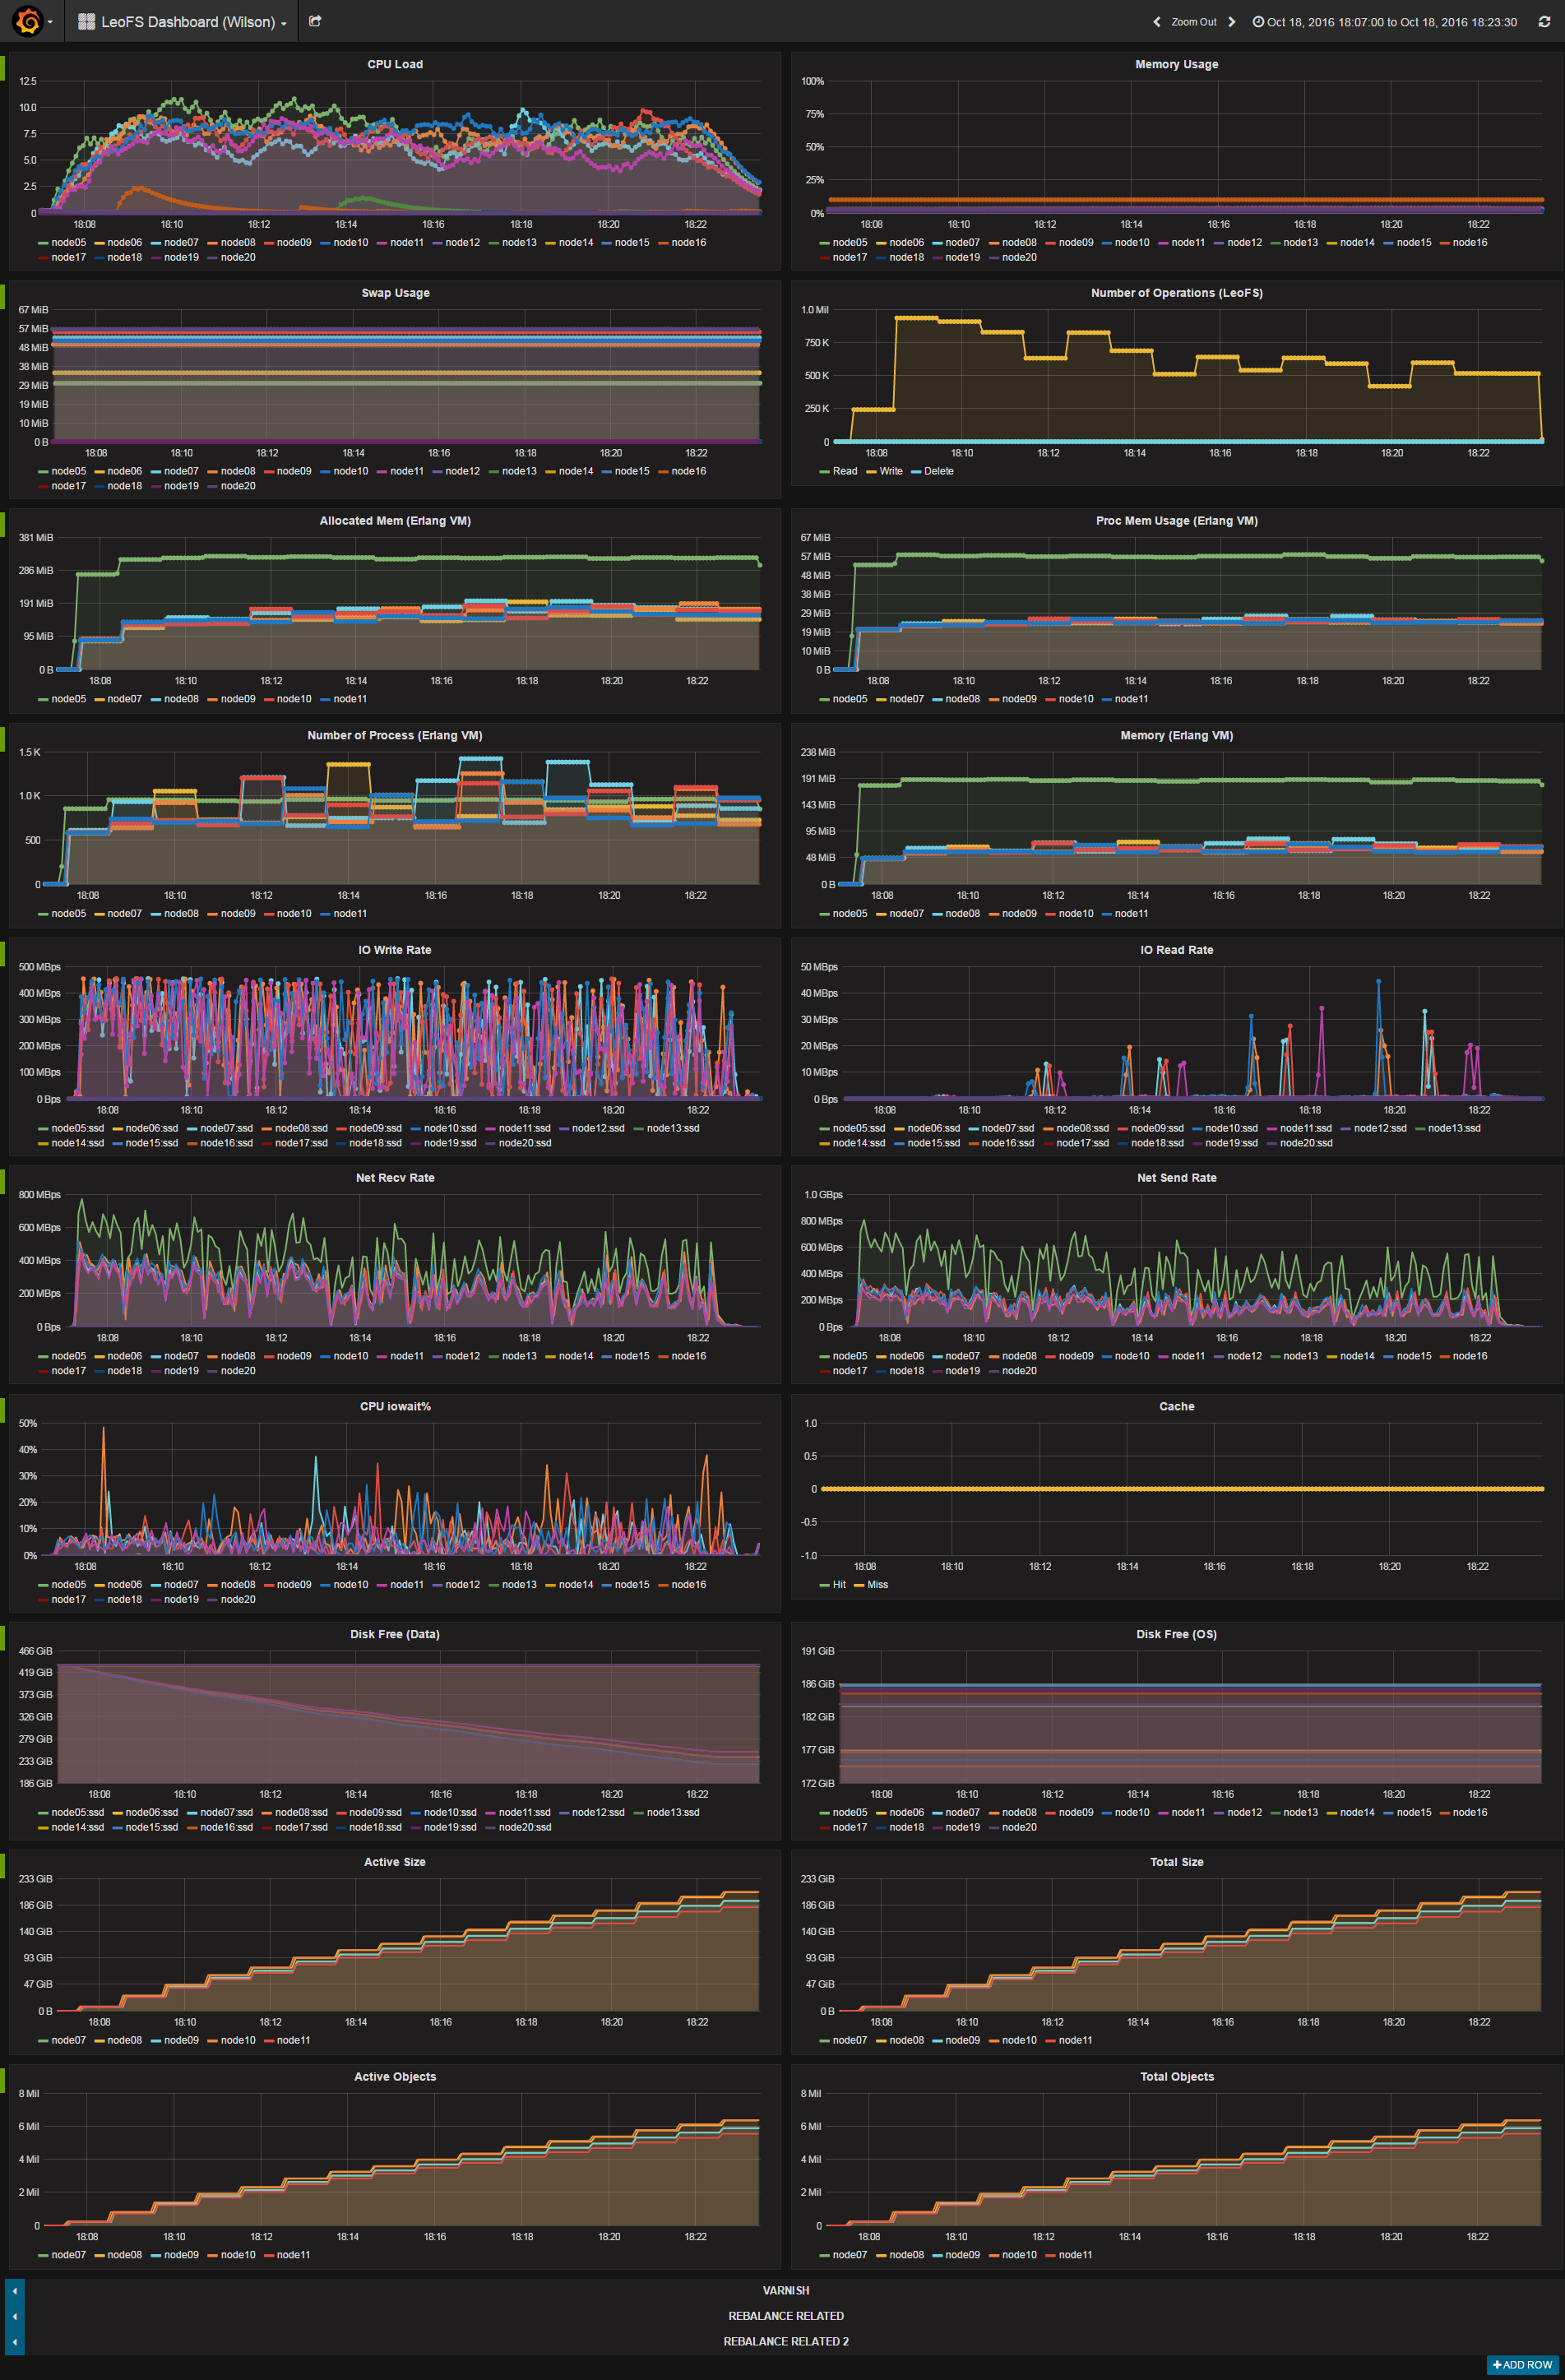 LeoFS Dashboard (Wilson)
Zoom Out
Oct 18, 2016 18:07:00 to Oct 18, 2016 18:23:30
CPU Load
12.5
10.0
7.5
5.0
2.5
0
18:08 18:10 18:12 18:14 18:16 18:18 18:20 18:22
node05 node06 node07 node08 node09 node10 node11 node12 node13 node14 node15 node16
node17 node18 node19 node20
Memory Usage
100%
75%
50%
25%
0%
18:08 18:10 18:12 18:14 18:16 18:18 18:20 18:22
node05 node06 node07 node08 node09 node10 node11 node12 node13 node14 node15 node16
node17 node18 node19 node20
Swap Usage
67 MiB
57 MiB
48 MiB
38 MiB
29 MiB
19 MiB
10 MiB
0 B
18:08 18:10 18:12 18:14 18:16 18:18 18:20 18:22
node05 node06 node07 node08 node09 node10 node11 node12 node13 node14 node15 node16
node17 node18 node19 node20
Number of Operations (LeoFS)
1.0 Mil
750 K
500 K
250 K
0
18:08 18:10 18:12 18:14 18:16 18:18 18:20 18:22
Read Write Delete
Allocated Mem (Erlang VM)
381 MiB
286 MiB
191 MiB
95 MiB
0 B
18:08 18:10 18:12 18:14 18:16 18:18 18:20 18:22
node05 node07 node08 node09 node10 node11
Proc Mem Usage (Erlang VM)
67 MiB
57 MiB
48 MiB
38 MiB
29 MiB
19 MiB
10 MiB
0 B
18:08 18:10 18:12 18:14 18:16 18:18 18:20 18:22
node05 node07 node08 node09 node10 node11
Number of Process (Erlang VM)
1.5 K
1.0 K
500
0
18:08 18:10 18:12 18:14 18:16 18:18 18:20 18:22
node05 node07 node08 node09 node10 node11
Memory (Erlang VM)
238 MiB
191 MiB
143 MiB
95 MiB
48 MiB
0 B
18:08 18:10 18:12 18:14 18:16 18:18 18:20 18:22
node05 node07 node08 node09 node10 node11
IO Write Rate
500 MBps
400 MBps
300 MBps
200 MBps
100 MBps
0 Bps
18:08 18:10 18:12 18:14 18:16 18:18 18:20 18:22
node05:ssd node06:ssd node07:ssd node08:ssd node09:ssd node10:ssd node11:ssd node12:ssd node13:ssd
node14:ssd node15:ssd node16:ssd node17:ssd node18:ssd node19:ssd node20:ssd
IO Read Rate
50 MBps
40 MBps
30 MBps
20 MBps
10 MBps
0 Bps
18:08 18:10 18:12 18:14 18:16 18:18 18:20 18:22
node05:ssd node06:ssd node07:ssd node08:ssd node09:ssd node10:ssd node11:ssd node12:ssd node13:ssd
node14:ssd node15:ssd node16:ssd node17:ssd node18:ssd node19:ssd node20:ssd
Net Recv Rate
800 MBps
600 MBps
400 MBps
200 MBps
0 Bps
18:08 18:10 18:12 18:14 18:16 18:18 18:20 18:22
node05 node06 node07 node08 node09 node10 node11 node12 node13 node14 node15 node16
node17 node18 node19 node20
Net Send Rate
1.0 GBps
800 MBps
600 MBps
400 MBps
200 MBps
0 Bps
18:08 18:10 18:12 18:14 18:16 18:18 18:20 18:22
node05 node06 node07 node08 node09 node10 node11 node12 node13 node14 node15 node16
node17 node18 node19 node20
CPU iowait%
50%
40%
30%
20%
10%
0%
18:08 18:10 18:12 18:14 18:16 18:18 18:20 18:22
node05 node06 node07 node08 node09 node10 node11 node12 node13 node14 node15 node16
node17 node18 node19 node20
Cache
1.0
0.5
0
-0.5
-1.0
18:08 18:10 18:12 18:14 18:16 18:18 18:20 18:22
Hit Miss
Disk Free (Data)
466 GiB
419 GiB
373 GiB
326 GiB
279 GiB
233 GiB
186 GiB
18:08 18:10 18:12 18:14 18:16 18:18 18:20 18:22
node05:ssd node06:ssd node07:ssd node08:ssd node09:ssd node10:ssd node11:ssd node12:ssd node13:ssd
node14:ssd node15:ssd node16:ssd node17:ssd node18:ssd node19:ssd node20:ssd
Disk Free (OS)
191 GiB
186 GiB
182 GiB
177 GiB
172 GiB
18:08 18:10 18:12 18:14 18:16 18:18 18:20 18:22
node05 node06 node07 node08 node09 node10 node11 node12 node13 node14 node15 node16
node17 node18 node19 node20
Active Size
233 GiB
186 GiB
140 GiB
93 GiB
47 GiB
0 B
18:08 18:10 18:12 18:14 18:16 18:18 18:20 18:22
node07 node08 node09 node10 node11
Total Size
233 GiB
186 GiB
140 GiB
93 GiB
47 GiB
0 B
18:08 18:10 18:12 18:14 18:16 18:18 18:20 18:22
node07 node08 node09 node10 node11
Active Objects
8 Mil
6 Mil
4 Mil
2 Mil
0
18:08 18:10 18:12 18:14 18:16 18:18 18:20 18:22
node07 node08 node09 node10 node11
Total Objects
8 Mil
6 Mil
4 Mil
2 Mil
0
18:08 18:10 18:12 18:14 18:16 18:18 18:20 18:22
node07 node08 node09 node10 node11
VARNISH
REBALANCE RELATED
REBALANCE RELATED 2
ADD ROW